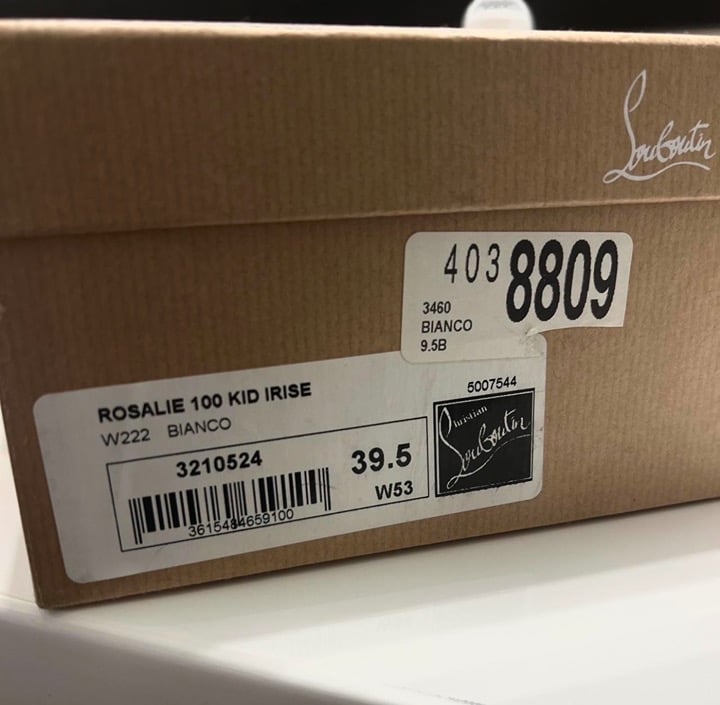 Louboutin
403 8809
3460
BIANCO
9.5B
ROSALIE 100 KID IRISE
W222 BIANCO
3210524
3615484659100
39.5
W53
5007544
Christian
Louboutin